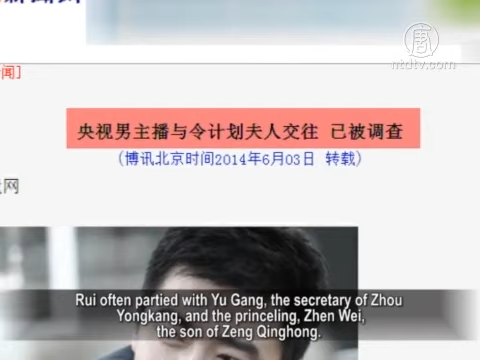 唐
ntdtv.com
闻]
央视男主播与令计划夫人交往 已被调查
(博讯北京时间2014年6月03日 转载)
网
Rui often partied with Yu Gang, the secretary of Zhou
Yongkang, and the princeling, Zhen Wei,
the son of Zeng Qinghong.